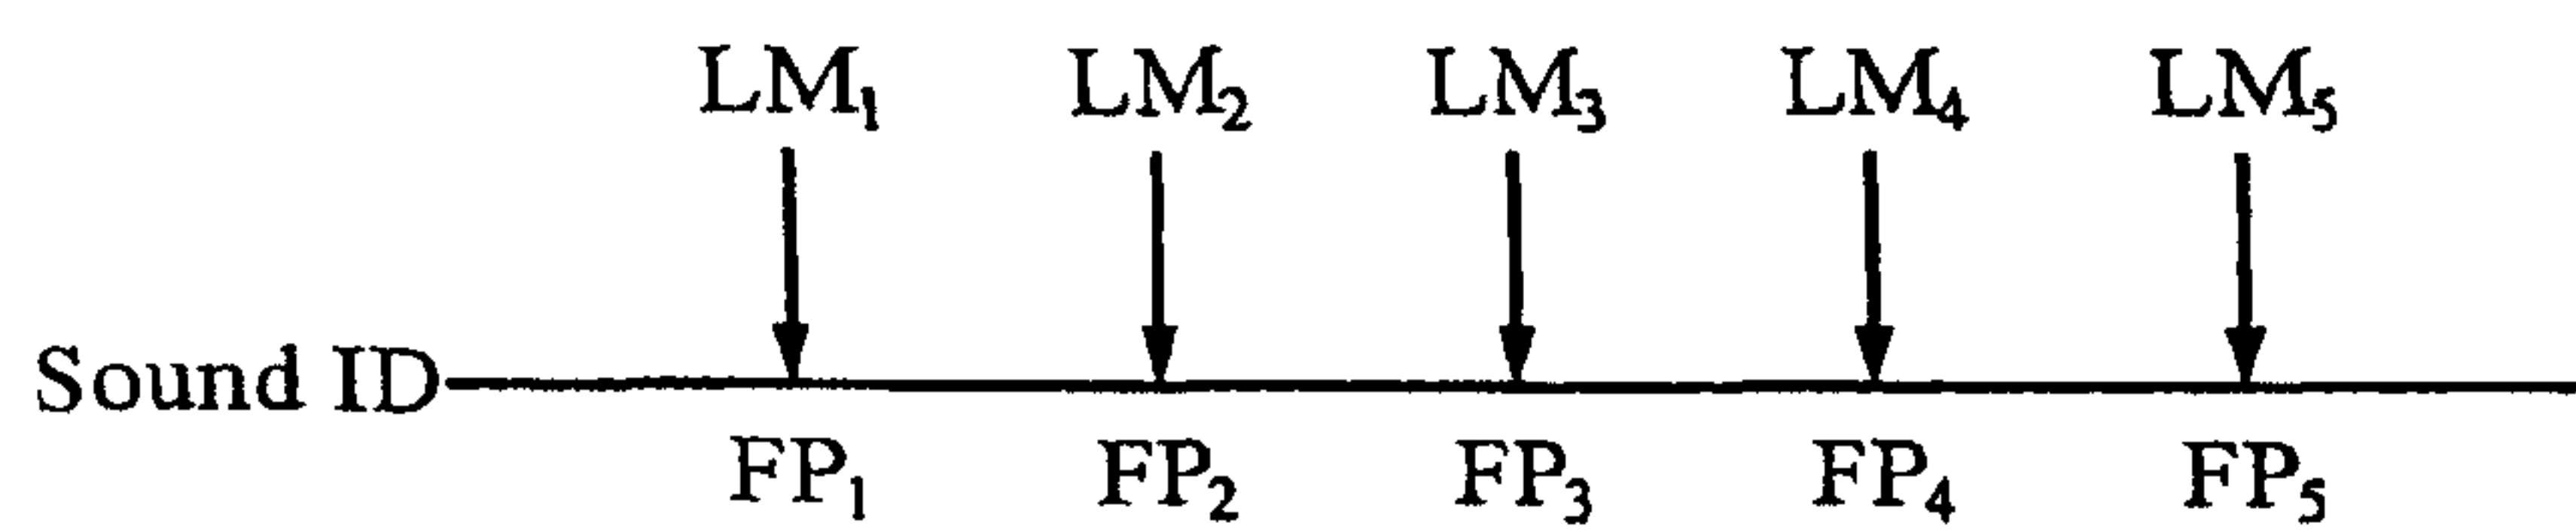 LM₁ LM₂ LM₃ LM₄ LM₅
Sound ID
FP₁ FP₂ FP₃ FP₄ FP₅